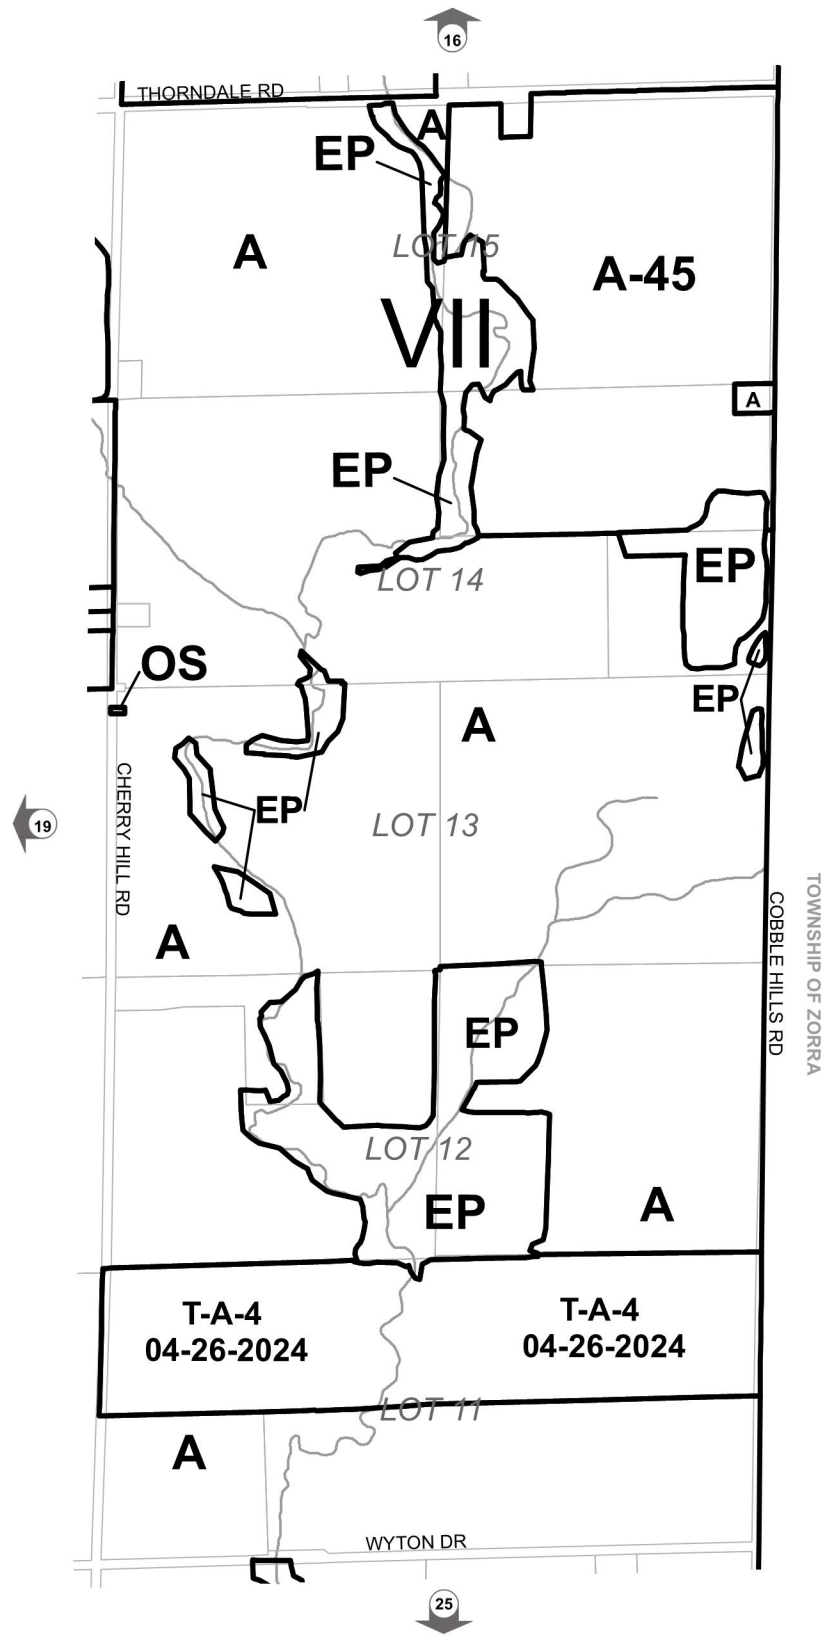 16
THORNDALE RD
A
EP
LOT 15
A
A-45
VII
A
EP
EP
LOT 14
OS
EP
A
EP
LOT 13
19
CHERRY HILL RD
COBBLE HILLS RD
TOWNSHIP OF ZORRA
A
EP
LOT 12
A
EP
T-A-4
04-26-2024
T-A-4
04-26-2024
LOT 11
A
WYTON DR
25